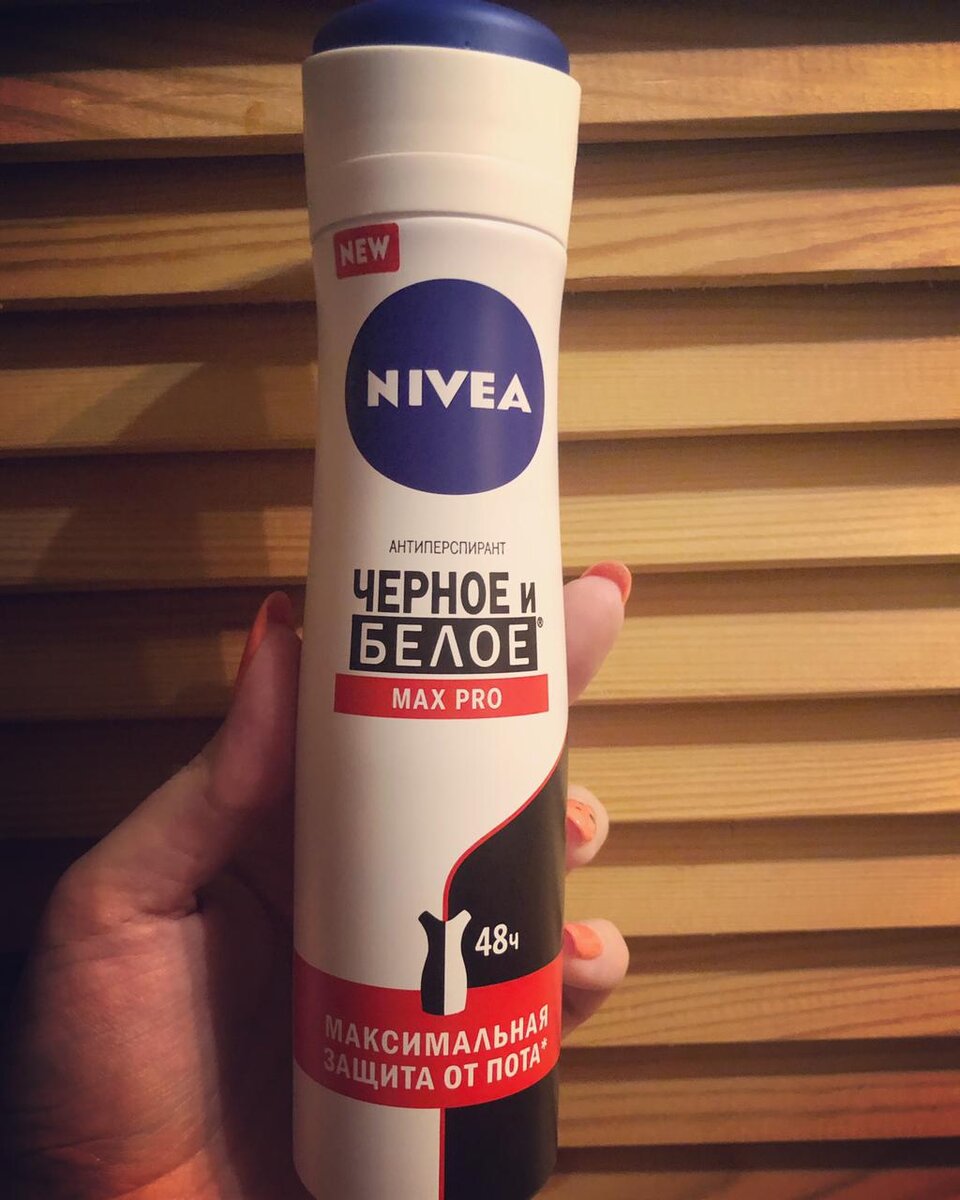 NEW
NIVEA
АНТИПЕРСПИРАНТ
ЧЕРНОЕ И
БЕЛОЕ®
MAX PRO
48ч
МАКСИМАЛЬНАЯ
ЗАЩИТА ОТ ПОТА*